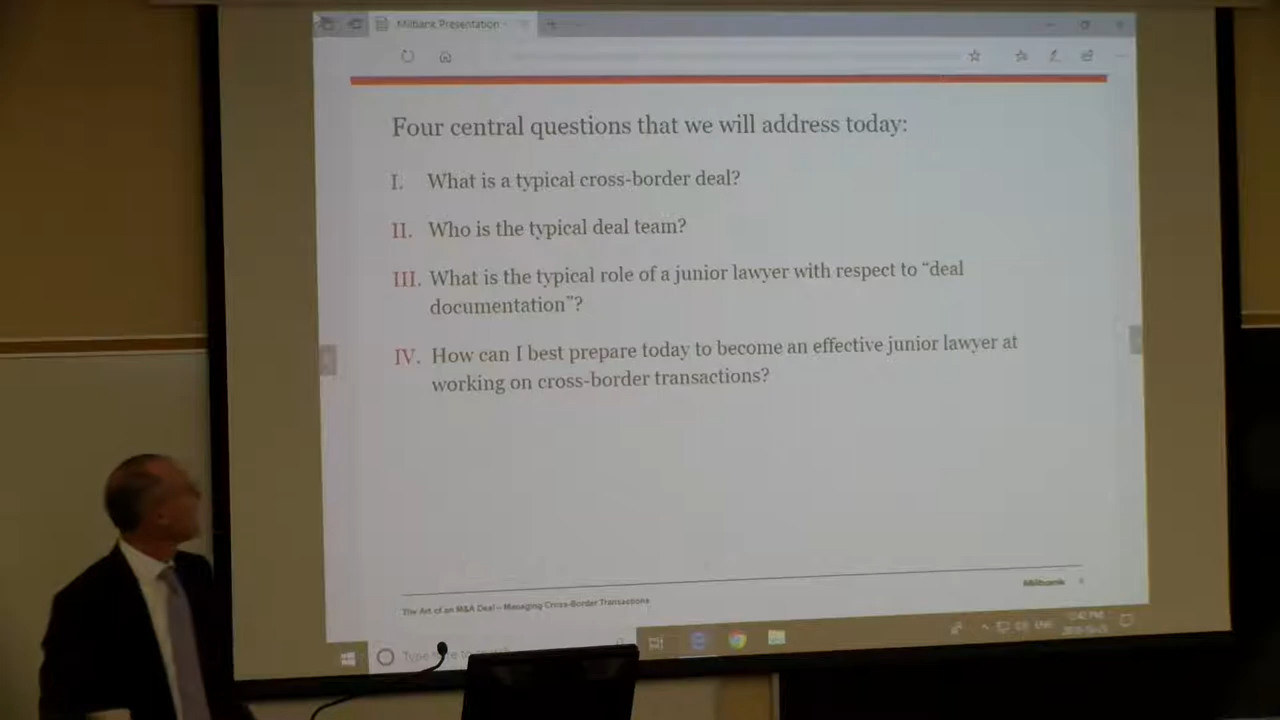 Milbank Presentation -
Four central questions that we will address today:
I. What is a typical cross-border deal?
II. Who is the typical deal team?
III. What is the typical role of a junior lawyer with respect to “deal
documentation”?
IV. How can I best prepare today to become an effective junior lawyer at
working on cross-border transactions?
Milbank
The Art of an M&A Deal – Managing Cross-Border Transactions
ENG